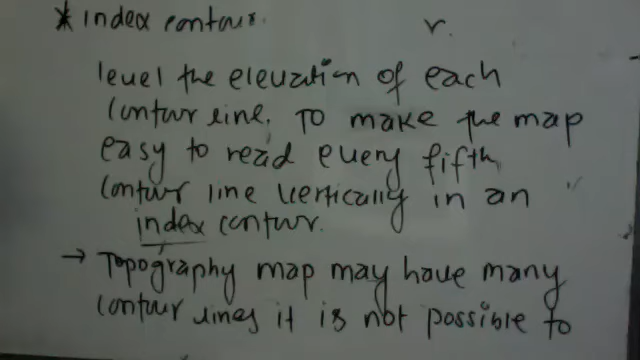 * Index contour.
r.
level the elevation of each
contour line. To make the map
easy to read every fifth
contour line vertically in an
index contour.
→ Topography map may have many
contour lines it is not possible to